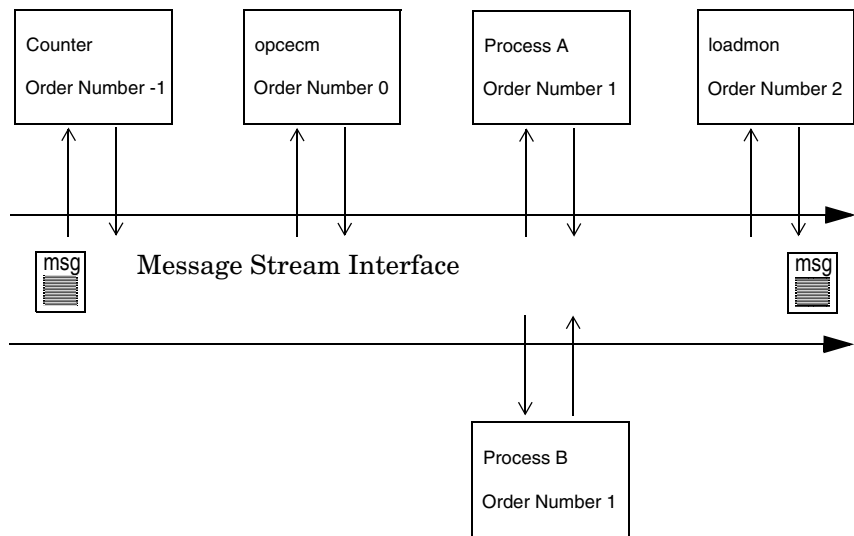 Counter
Order Number -1
opcecm
Order Number 0
Process A
Order Number 1
loadmon
Order Number 2
msg
Message Stream Interface
msg
Process B
Order Number 1